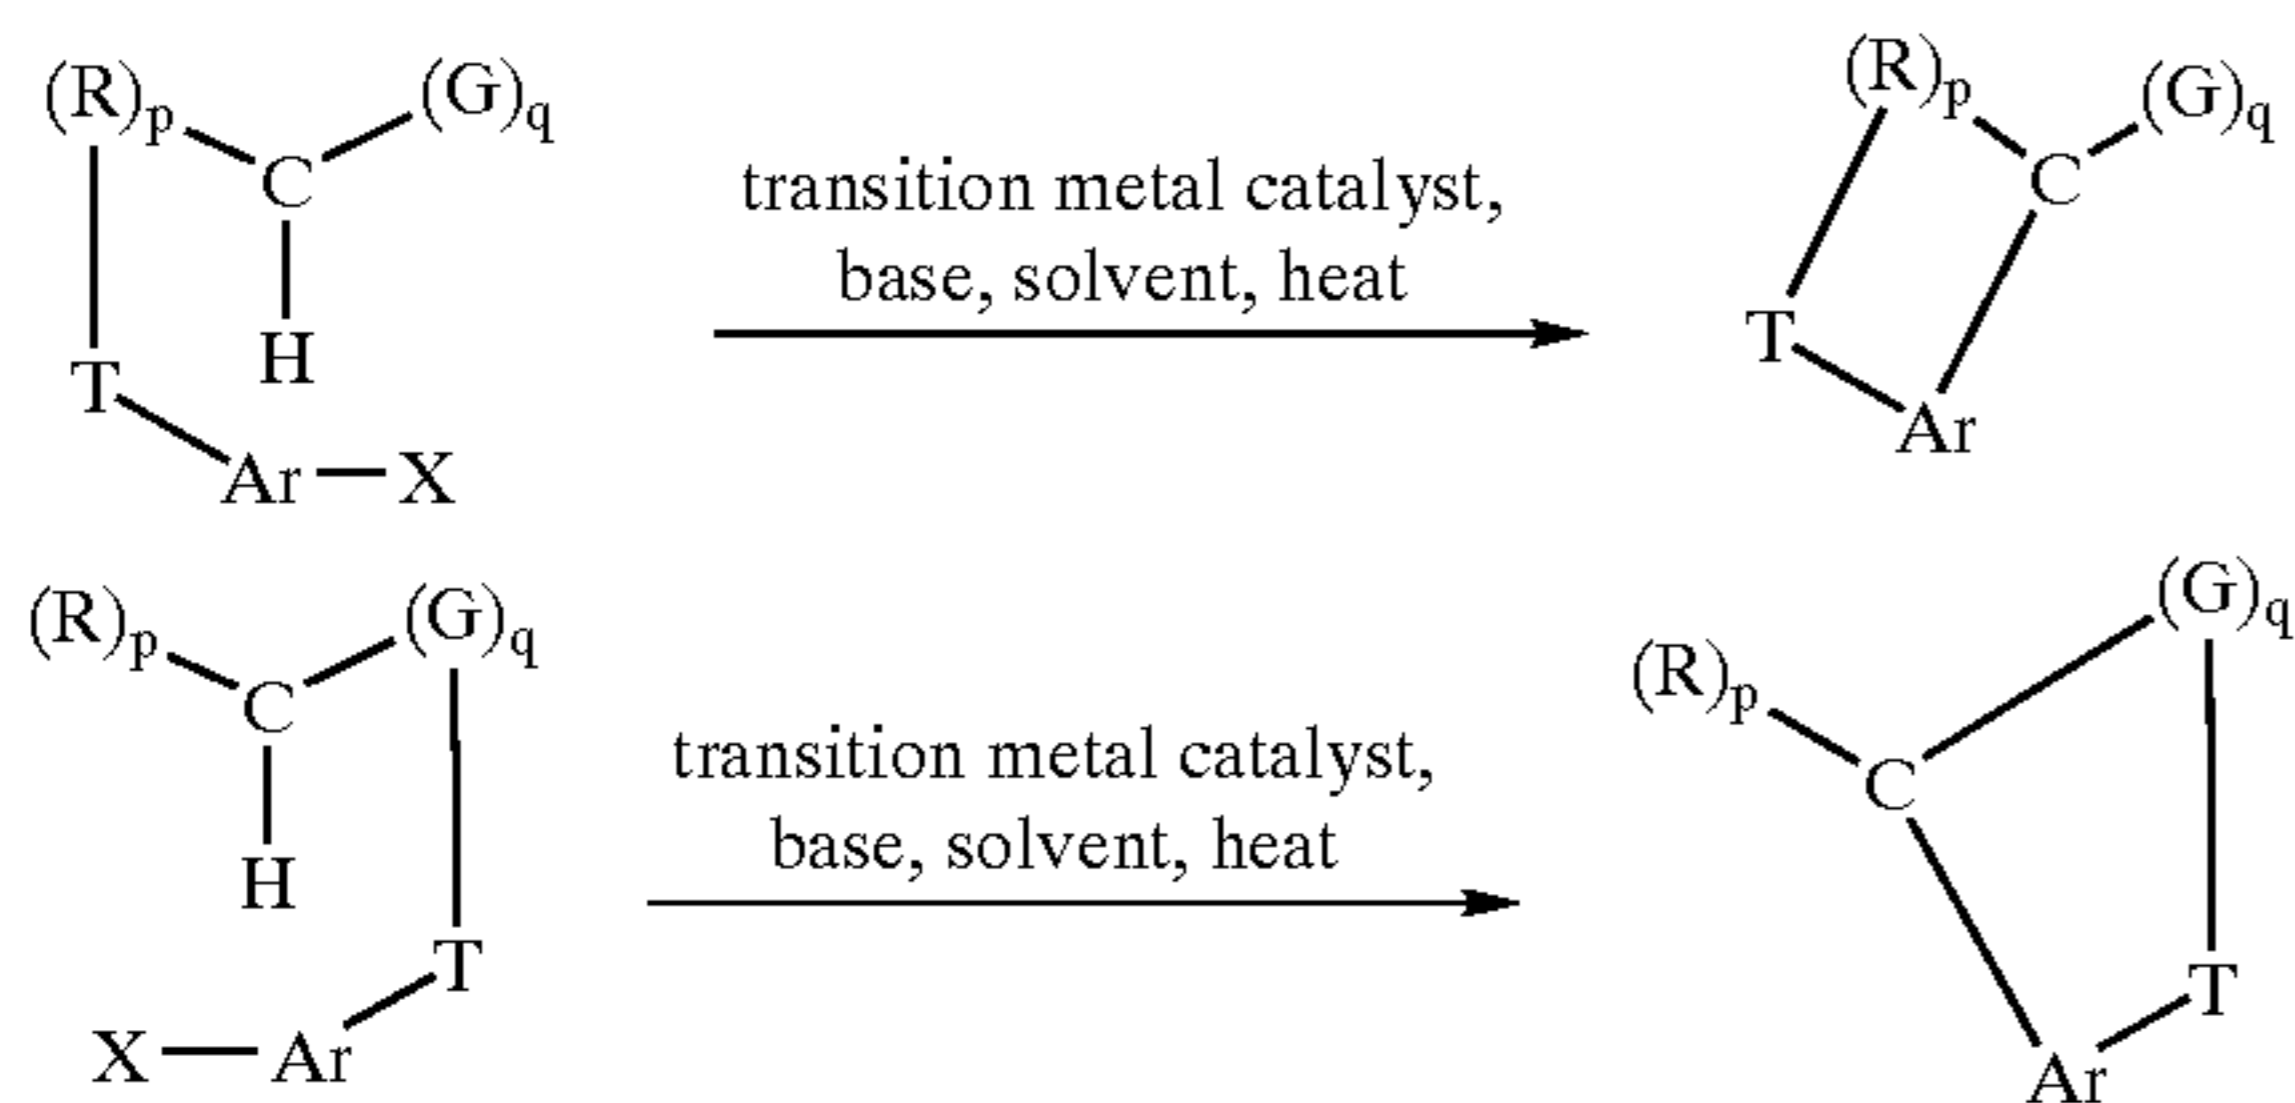 (R)p C (G)q
H
T
Ar X
transition metal catalyst,
base, solvent, heat
(R)p C (G)q
T
Ar
(R)p C (G)q
H
T
X Ar
transition metal catalyst,
base, solvent, heat
(G)q
(R)p
C
T
Ar